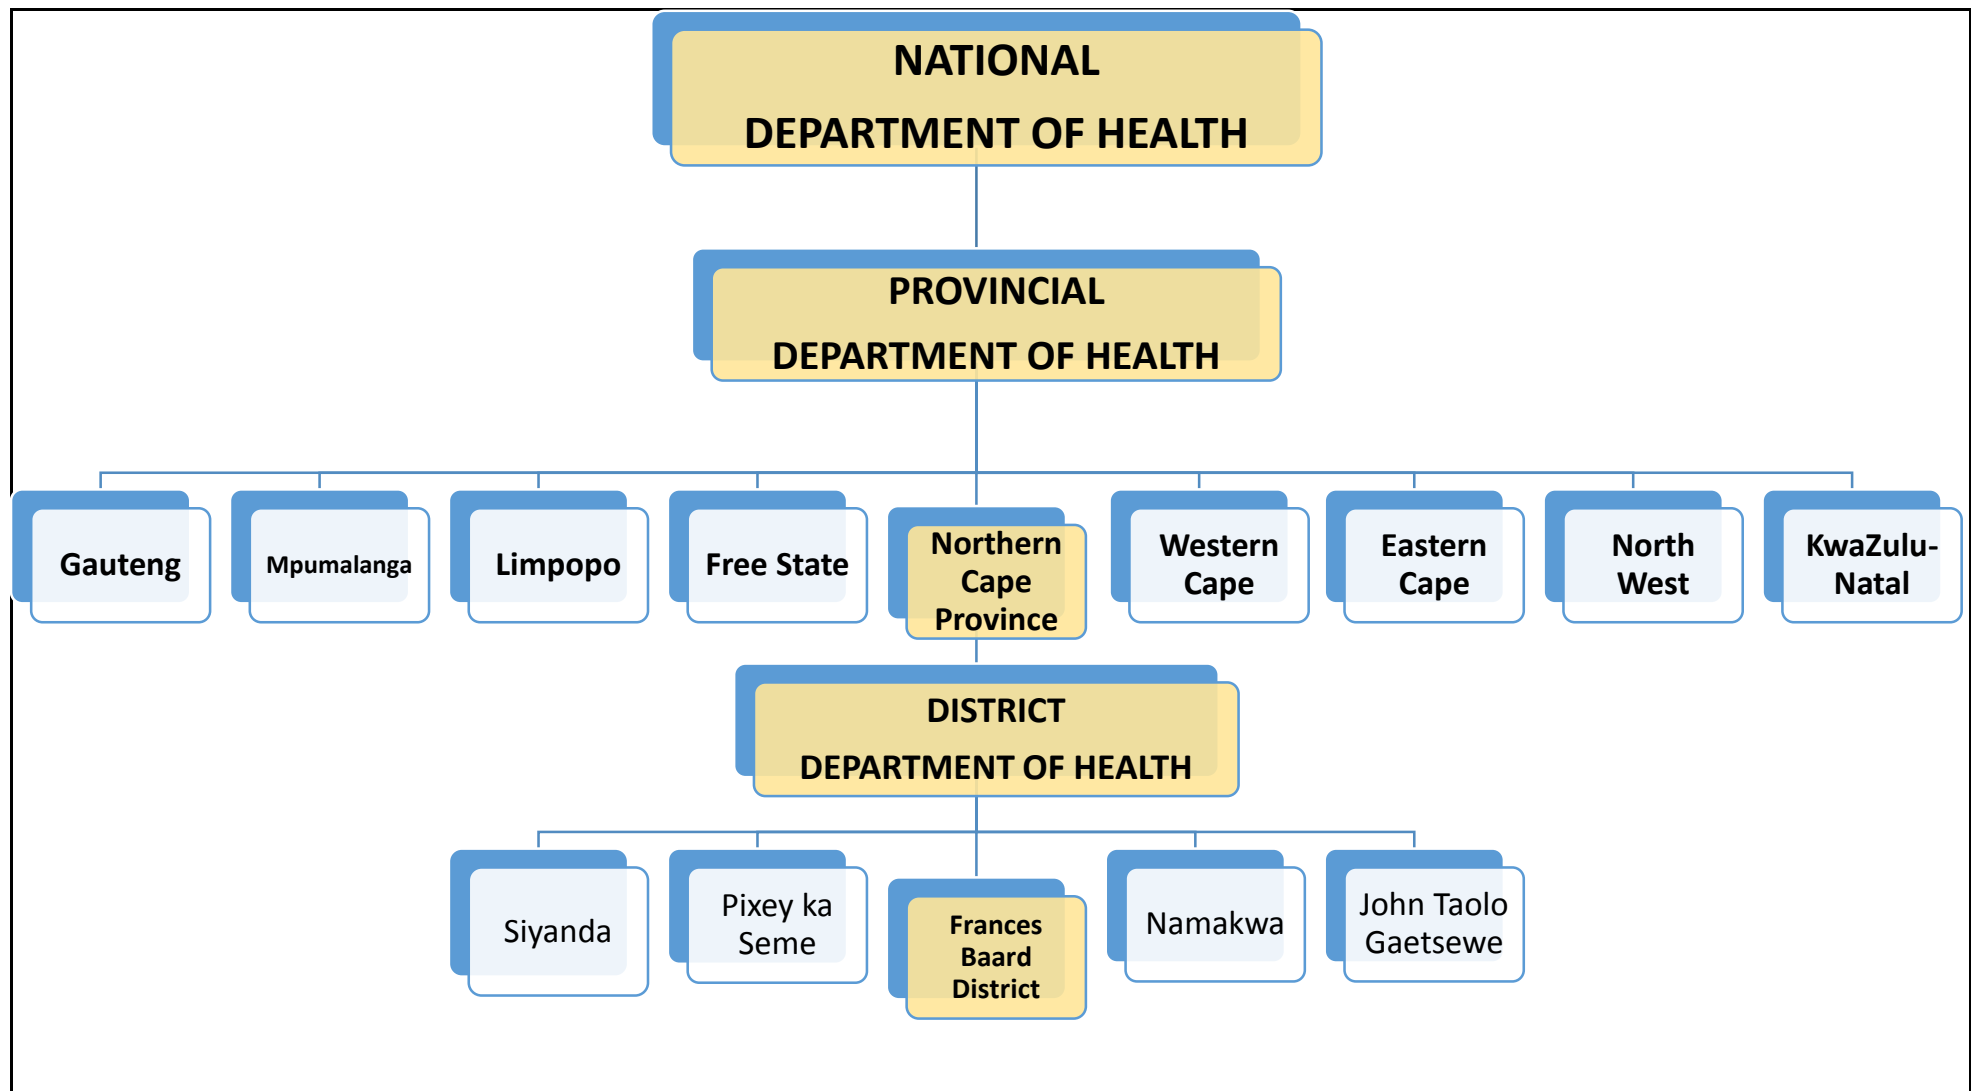 NATIONAL
DEPARTMENT OF HEALTH
PROVINCIAL
DEPARTMENT OF HEALTH
Gauteng
Mpumalanga
Limpopo
Free State
Northern
Cape
Province
Western
Cape
Eastern
Cape
North
West
KwaZulu-
Natal
DISTRICT
DEPARTMENT OF HEALTH
Siyanda
Pixey ka
Seme
Frances
Baard
District
Namakwa
John Taolo
Gaetsewe